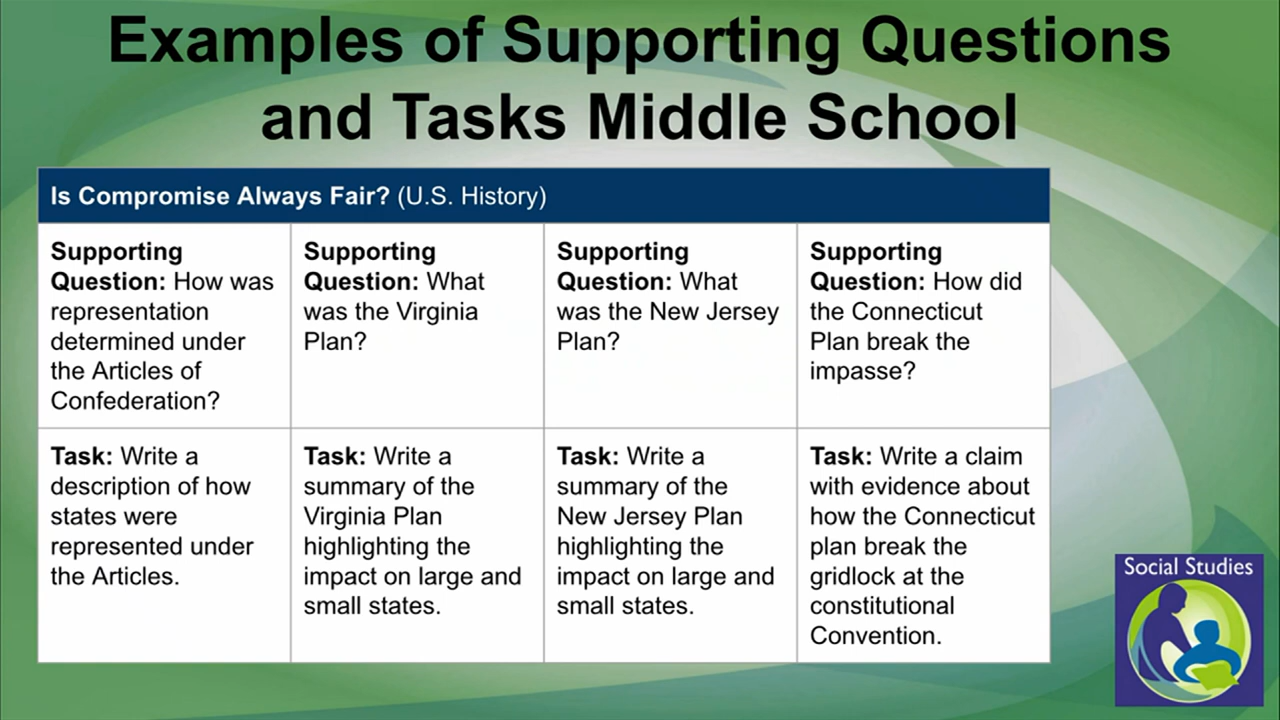 Examples of Supporting Questions
and Tasks Middle School
Is Compromise Always Fair? (U.S. History)
Supporting
Question: How was
representation
determined under
the Articles of
Confederation?
Supporting
Question: What
was the Virginia
Plan?
Supporting
Question: What
was the New Jersey
Plan?
Supporting
Question: How did
the Connecticut
Plan break the
impasse?
Task: Write a
description of how
states were
represented under
the Articles.
Task: Write a
summary of the
Virginia Plan
highlighting the
impact on large and
small states.
Task: Write a
summary of the
New Jersey Plan
highlighting the
impact on large and
small states.
Task: Write a claim
with evidence about
how the Connecticut
plan break the
gridlock at the
constitutional
Convention.
Social Studies